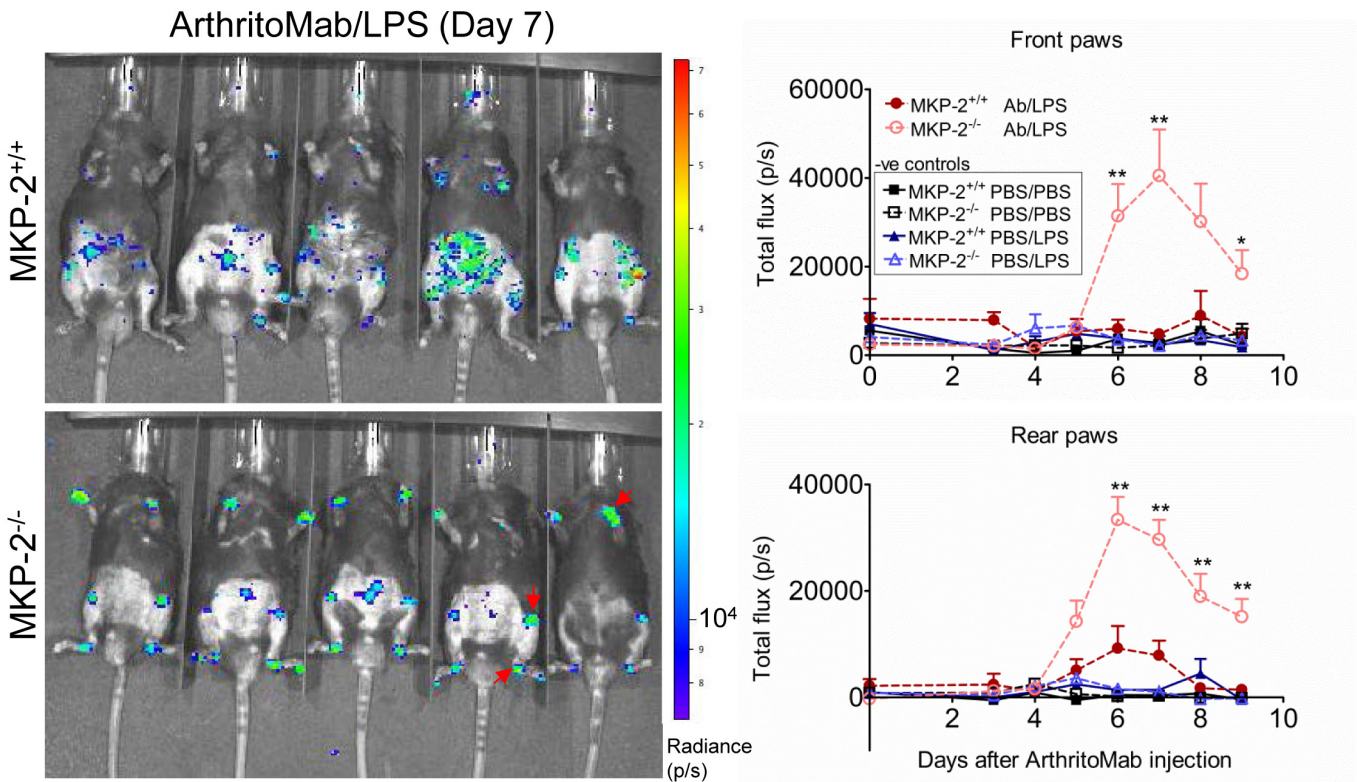 ArthritoMab/LPS (Day 7)
MKP-2+/+
MKP-2-/-
7
6
5
4
3
2
10⁴
9
8
Radiance
(p/s)
Front paws
Total flux (p/s)
60000
40000
20000
0
0 2 4 6 8 10
MKP-2+/+ Ab/LPS
MKP-2-/- Ab/LPS
-ve controls
MKP-2+/+ PBS/PBS
MKP-2-/- PBS/PBS
MKP-2+/+ PBS/LPS
MKP-2-/- PBS/LPS
**
**
*
Rear paws
Total flux (p/s)
40000
20000
0
2 4 6 8 10
**
**
**
**
Days after ArthritoMab injection